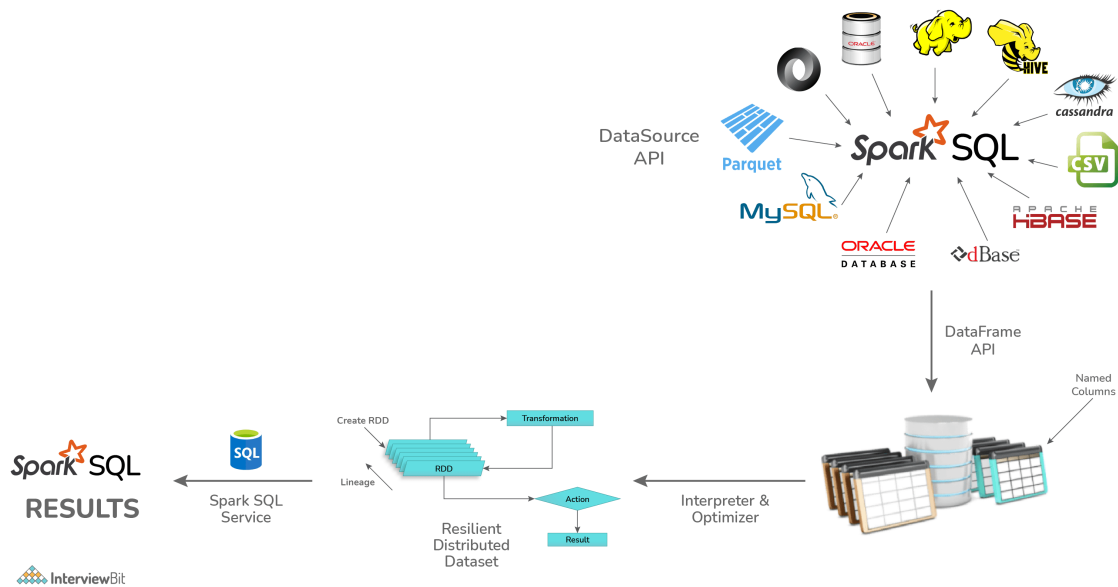 ORACLE
HIVE
cassandra
DataSource
API
Parquet
Spark SQL
CSV
MySQL
APACHE
HBASE
ORACLE
DATABASE
dBase
DataFrame
API
Named
Columns
Create RDD
Transformation
RDD
Lineage
Action
Result
Resilient
Distributed
Dataset
Interpreter &
Optimizer
SQL
Spark SQL
Service
Spark SQL
RESULTS
InterviewBit